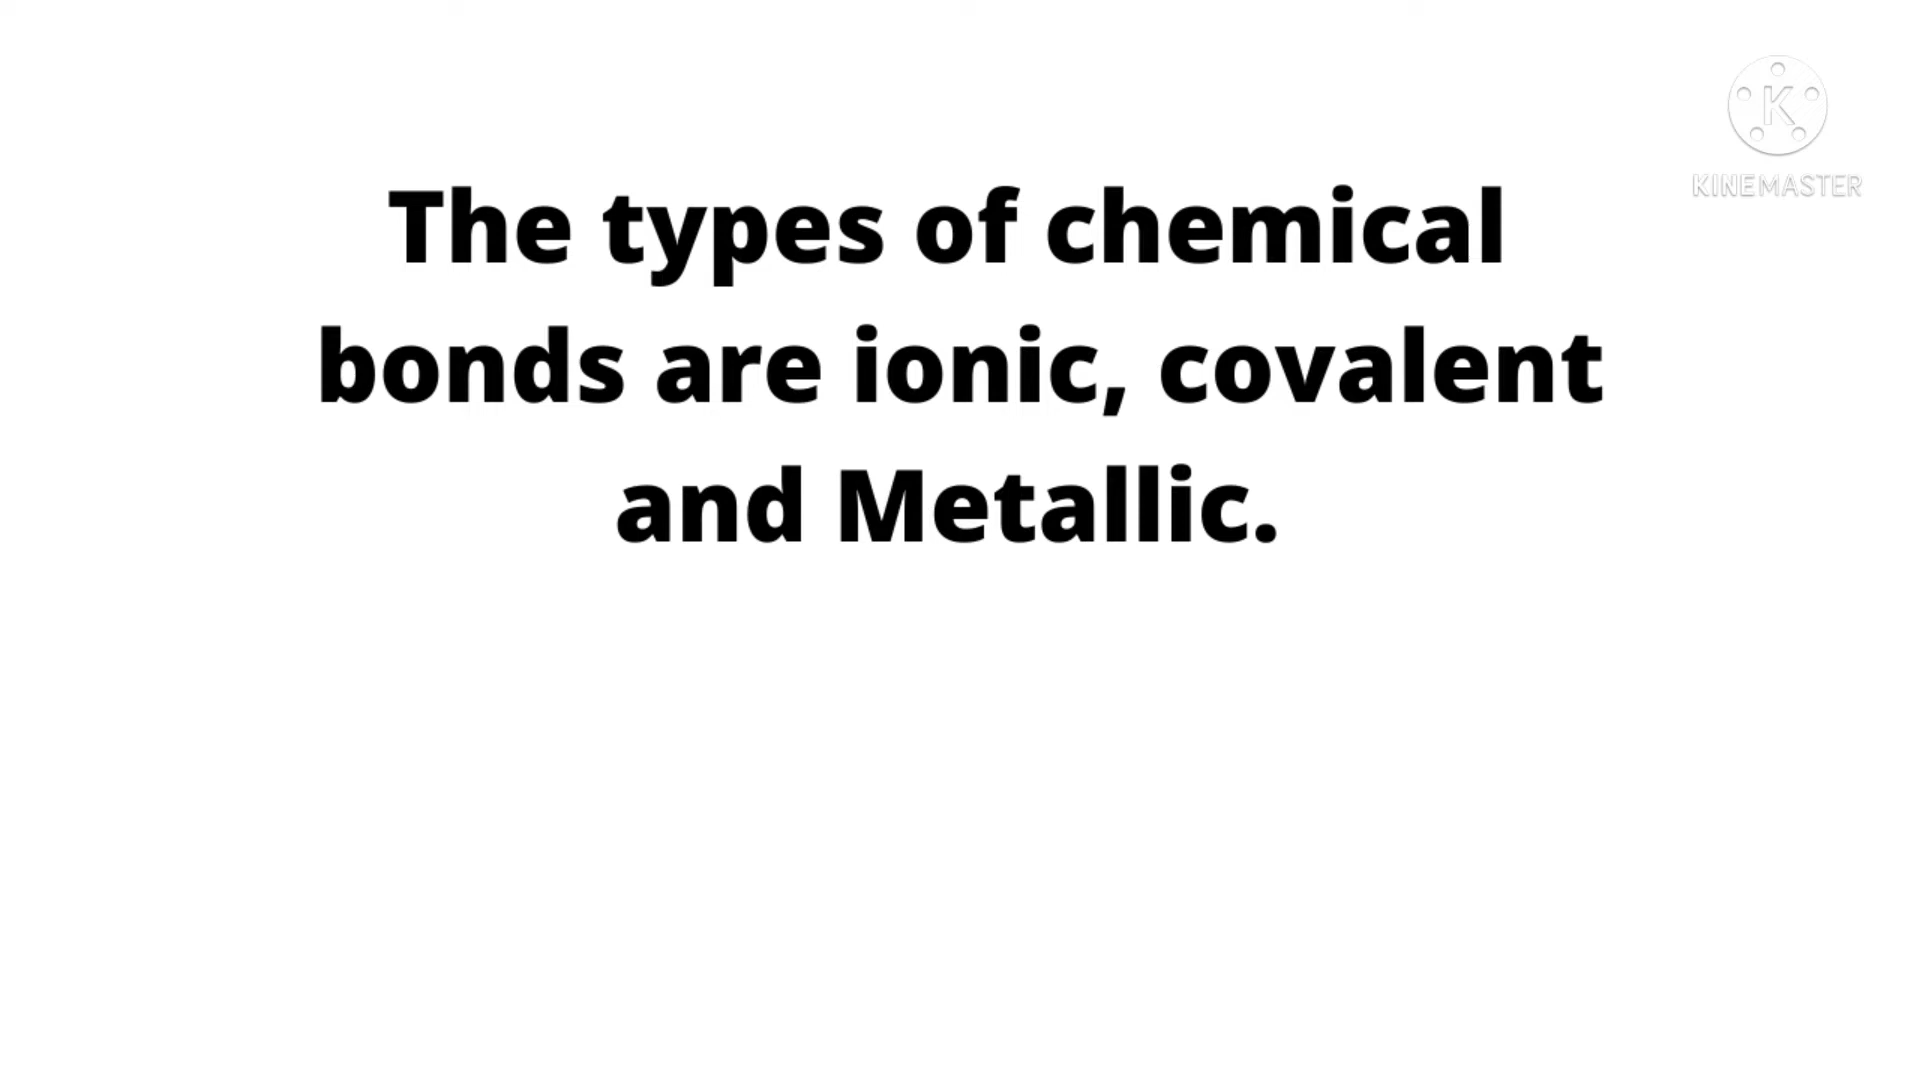 K
KINEMASTER
The types of chemical
bonds are ionic, covalent
and Metallic.